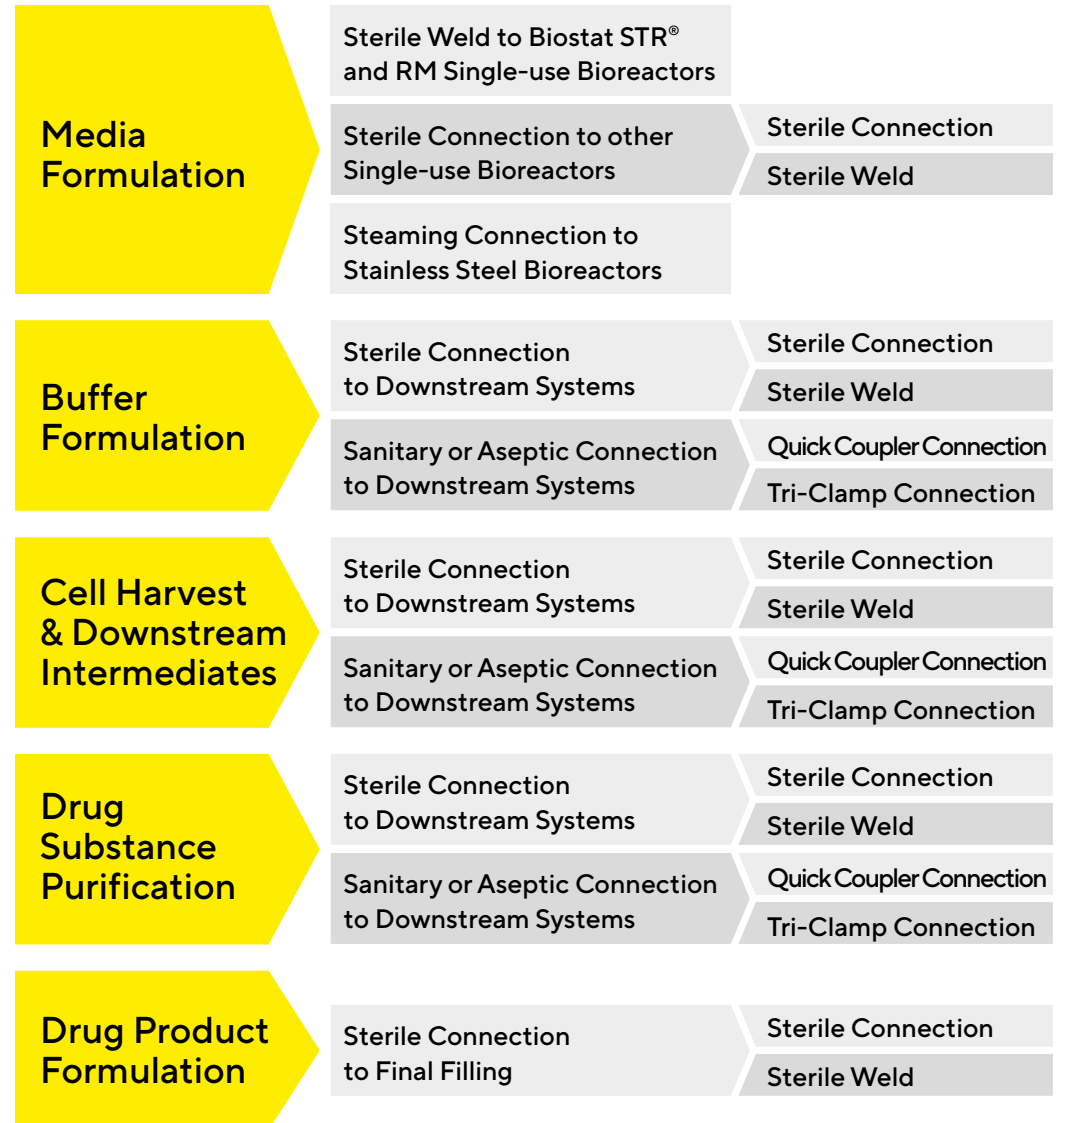 Media
Formulation
Sterile Weld to Biostat STR®
and RM Single-use Bioreactors
Sterile Connection to other
Single-use Bioreactors
Sterile Connection
Sterile Weld
Steaming Connection to
Stainless Steel Bioreactors
Buffer
Formulation
Sterile Connection
to Downstream Systems
Sterile Connection
Sterile Weld
Sanitary or Aseptic Connection
to Downstream Systems
Quick Coupler Connection
Tri-Clamp Connection
Cell Harvest
& Downstream
Intermediates
Sterile Connection
to Downstream Systems
Sterile Connection
Sterile Weld
Sanitary or Aseptic Connection
to Downstream Systems
Quick Coupler Connection
Tri-Clamp Connection
Drug
Substance
Purification
Sterile Connection
to Downstream Systems
Sterile Connection
Sterile Weld
Sanitary or Aseptic Connection
to Downstream Systems
Quick Coupler Connection
Tri-Clamp Connection
Drug Product
Formulation
Sterile Connection
to Final Filling
Sterile Connection
Sterile Weld